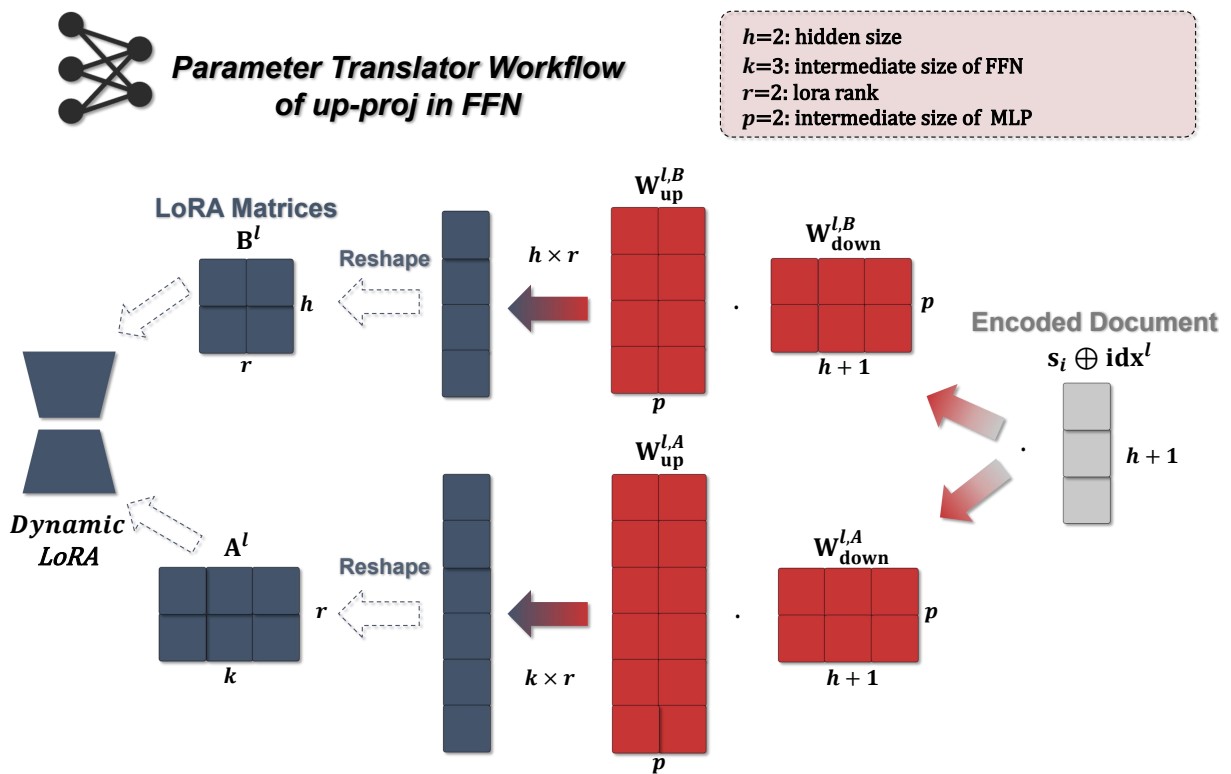 Parameter Translator Workflow
of up-proj in FFN
h=2: hidden size
k=3: intermediate size of FFN
r=2: lora rank
p=2: intermediate size of MLP
LoRA Matrices
B^l
h
r
Reshape
h × r
W_up^{l,B}
p
.
W_down^{l,B}
p
h + 1
Encoded Document
s_i ⊕ idx^l
.
h + 1
Dynamic
LoRA
A^l
r
k
Reshape
k × r
W_up^{l,A}
p
.
W_down^{l,A}
p
h + 1